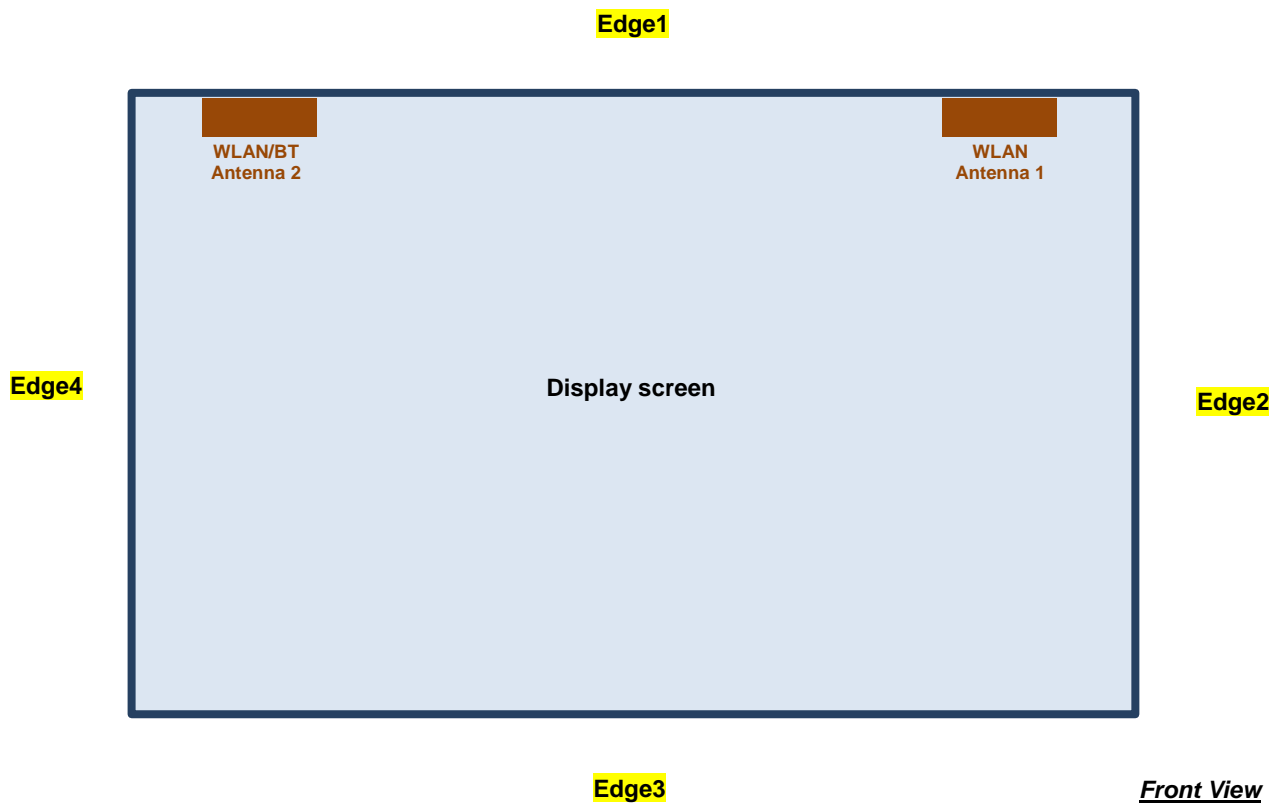 Edge1
WLAN/BT
Antenna 2
WLAN
Antenna 1
Edge4
Display screen
Edge2
Edge3
Front View